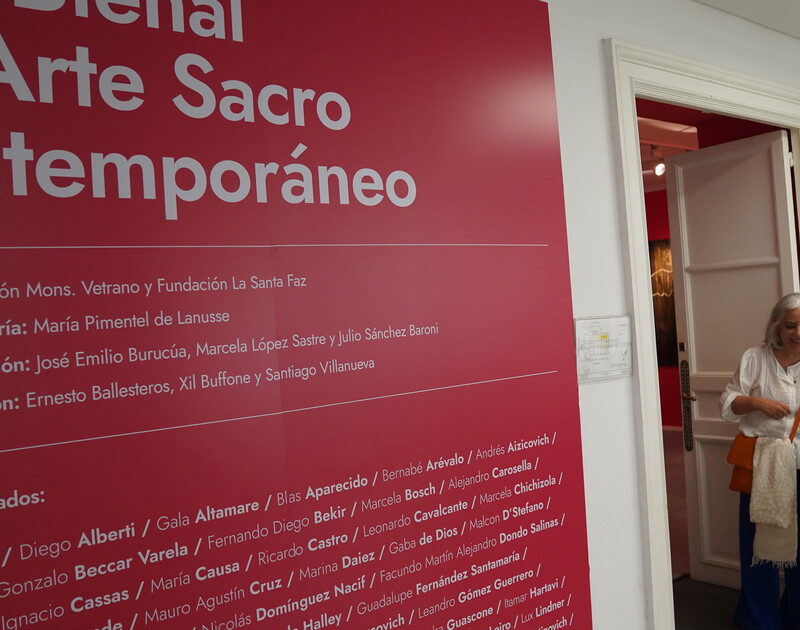 Bienal
Arte Sacro
temporáneo
ón Mons. Vetrano y Fundación La Santa Faz
ría: María Pimentel de Lanusse
ón: José Emilio Burucúa, Marcela López Sastre y Julio Sánchez Baroni
ón: Ernesto Ballesteros, Xil Buffone y Santiago Villanueva
ados:
/ Diego Alberti / Gala Altamare / Blas Aparecido / Bernabé Arévalo / Andrés Aizicovich /
Gonzalo Beccar Varela / Fernando Diego Bekir / Marcela Bosch / Alejandro Carosella /
Ignacio Cassas / María Causa / Ricardo Castro / Leonardo Cavalcante / Marcela Chichizola /
de / Mauro Agustín Cruz / Marina Daiez / Gaba de Dios / Malcon D'Stefano /
Nicolás Domínguez Nacif / Facundo Martín Alejandro Dondo Salinas /
Halley / Guadalupe Fernández Santamaría /
covich / Leandro Gómez Guerrero /
Guascone / Itamar Hartavi /
eiro / Lux Lindner /